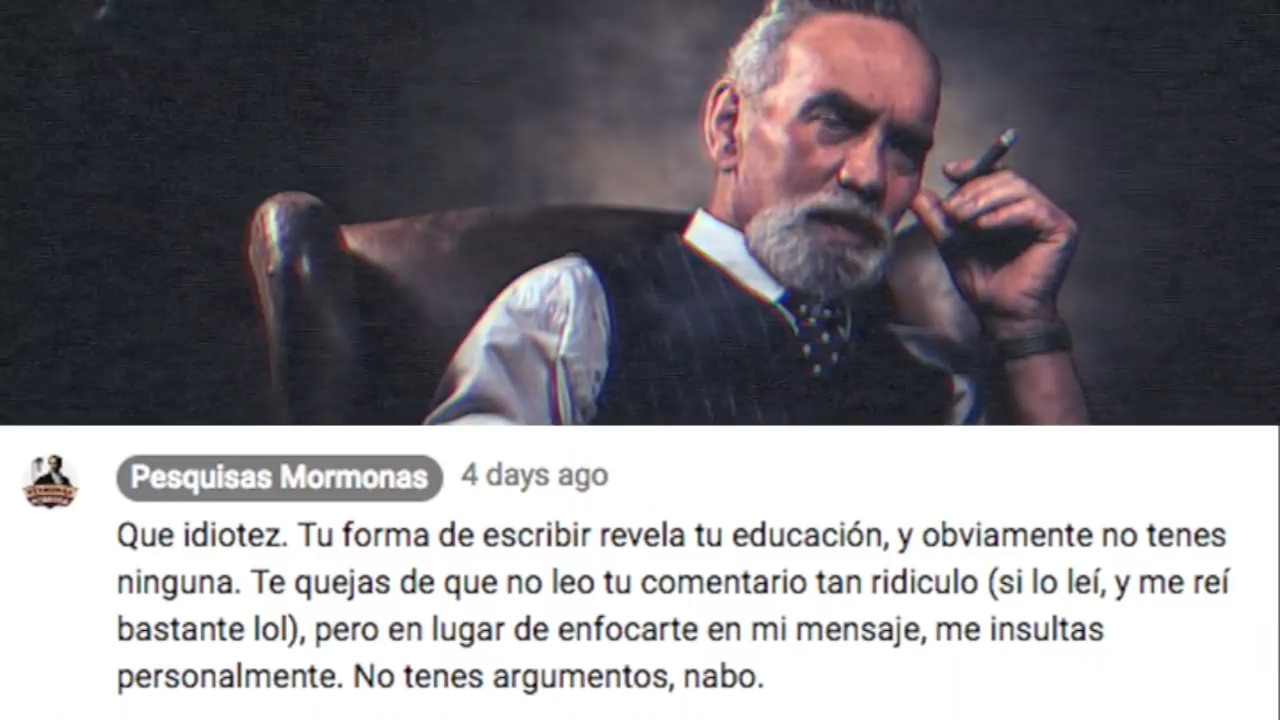 Pesquisas Mormonas 4 days ago
Que idiotez. Tu forma de escribir revela tu educación, y obviamente no tenes
ninguna. Te quejas de que no leo tu comentario tan ridiculo (si lo leí, y me reí
bastante lol), pero en lugar de enfocarte en mi mensaje, me insultas
personalmente. No tenes argumentos, nabo.